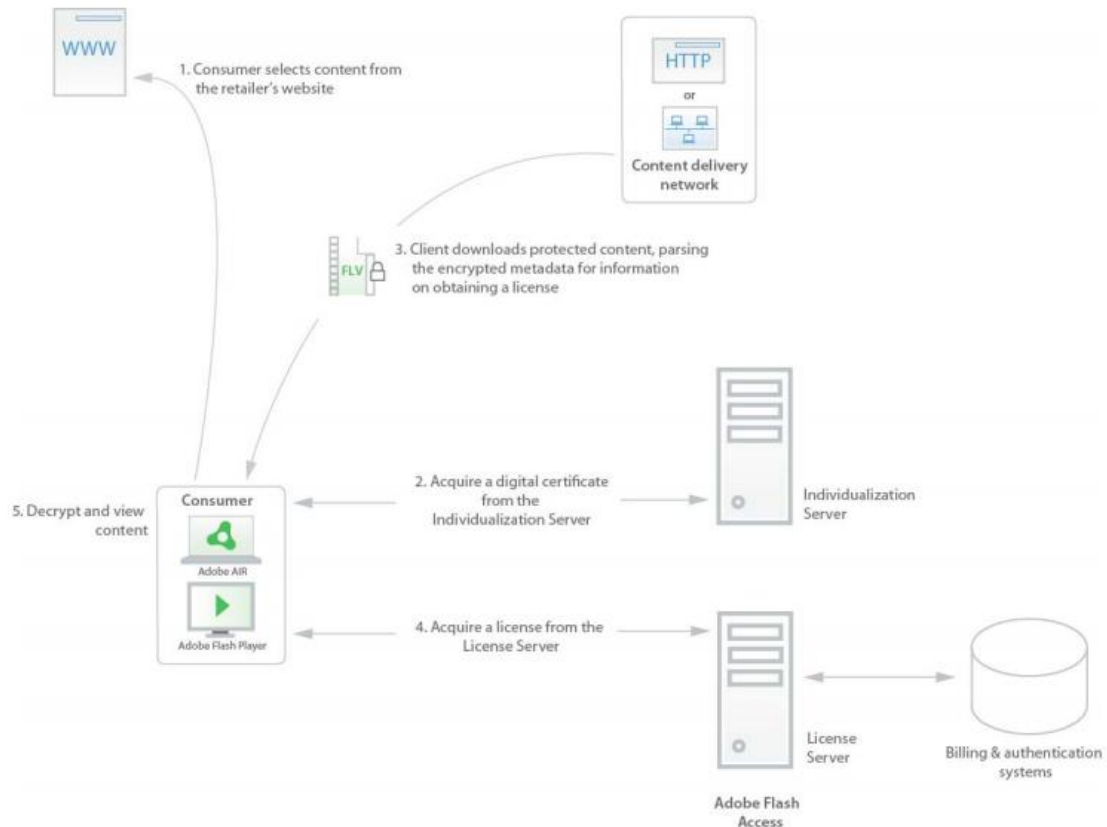 WWW
1. Consumer selects content from
the retailer's website
HTTP
or
Content delivery
network
3. Client downloads protected content, parsing
the encrypted metadata for information
on obtaining a license
FLV
2. Acquire a digital certificate
from the
Individualization Server
Individualization
Server
5. Decrypt and view
content
Consumer
Adobe AIR
Adobe Flash Player
4. Acquire a license from the
License Server
License
Server
Billing & authentication
systems
Adobe Flash
Access